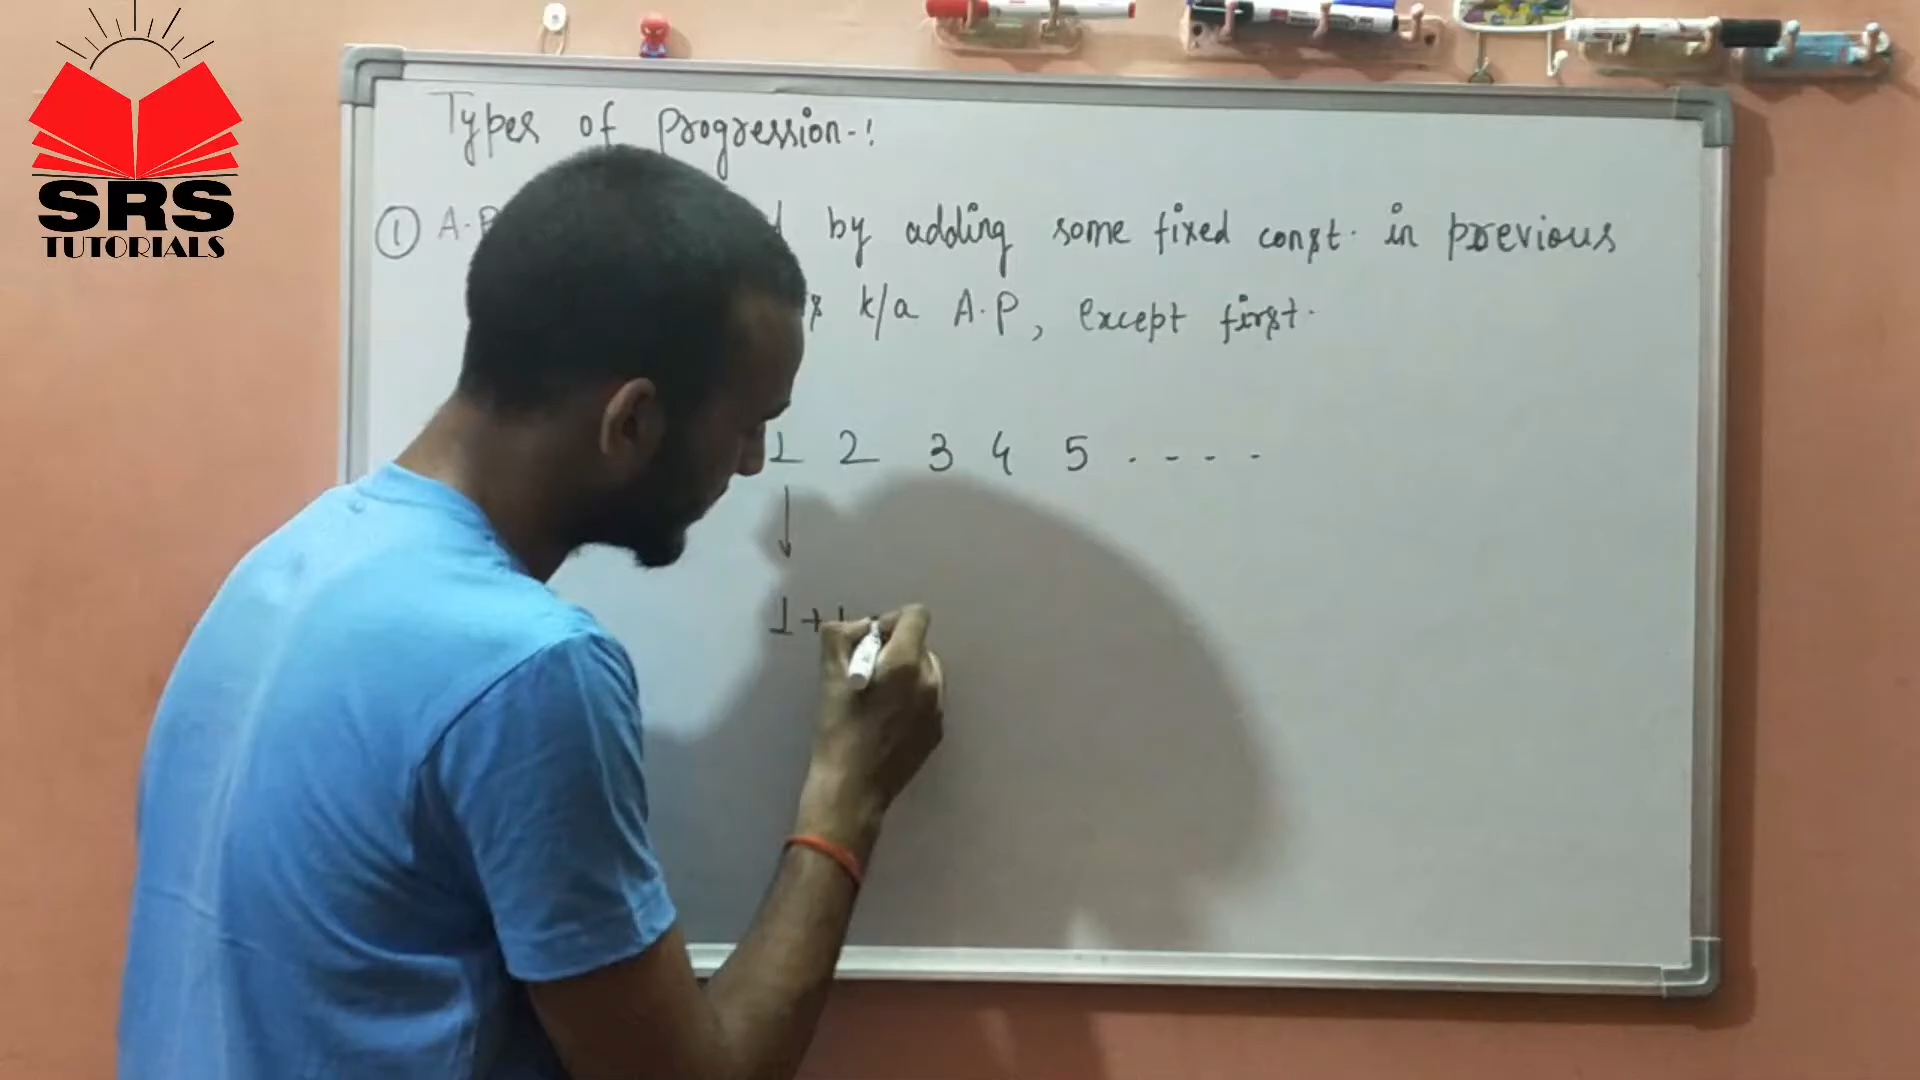 SRS
TUTORIALS
Types of progression-!
① A.P by adding some fixed const. in previous
k/a A.P, except first.
1 2 3 4 5 . - - - -
1+1